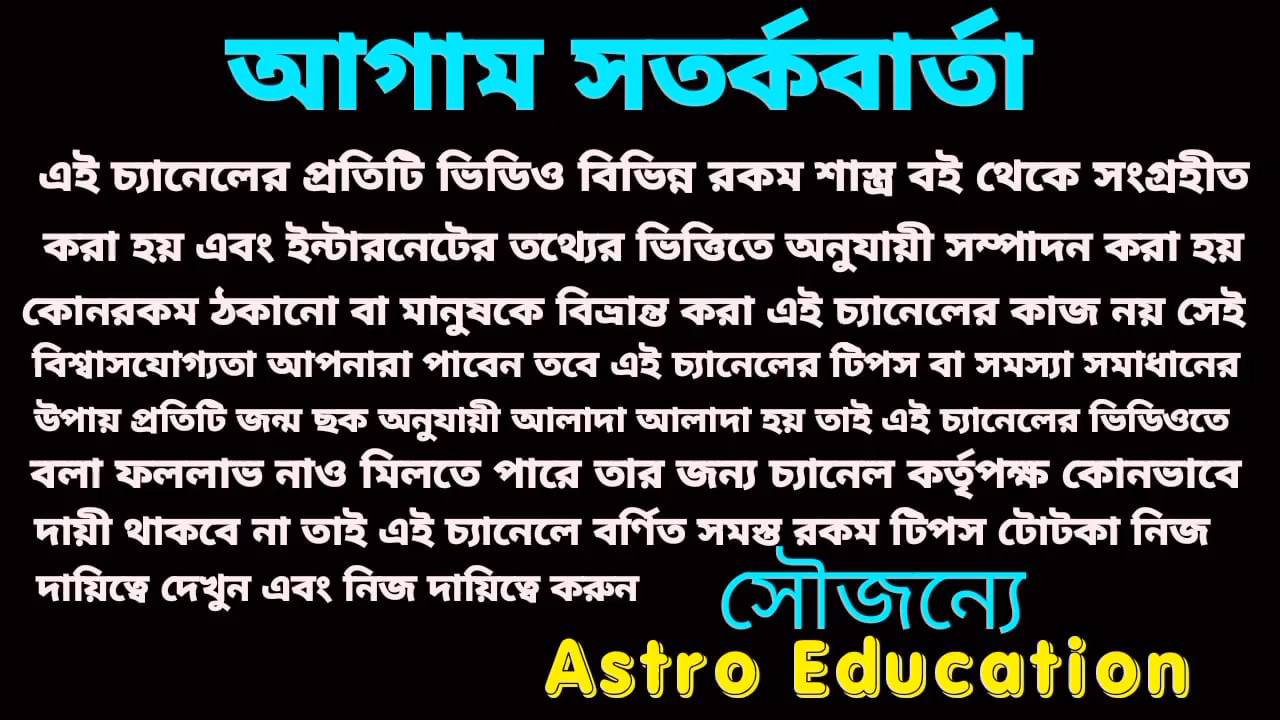 আগাম সতর্কবার্তা
এই চ্যানেলের প্রতিটি ভিডিও বিভিন্ন রকম শাস্ত্র বই থেকে সংগ্রহীত
করা হয় এবং ইন্টারনেটের তথ্যের ভিত্তিতে অনুযায়ী সম্পাদন করা হয়
কোনরকম ঠকানো বা মানুষকে বিভ্রান্ত করা এই চ্যানেলের কাজ নয় সেই
বিশ্বাসযোগ্যতা আপনারা পাবেন তবে এই চ্যানেলের টিপস বা সমস্যা সমাধানের
উপায় প্রতিটি জন্ম ছক অনুযায়ী আলাদা আলাদা হয় তাই এই চ্যানেলের ভিডিওতে
বলা ফললাভ নাও মিলতে পারে তার জন্য চ্যানেল কর্তৃপক্ষ কোনভাবে
দায়ী থাকবে না তাই এই চ্যানেলে বর্ণিত সমস্ত রকম টিপস টোটকা নিজ
দায়িত্বে দেখুন এবং নিজ দায়িত্বে করুন
সৌজন্যে
Astro Education